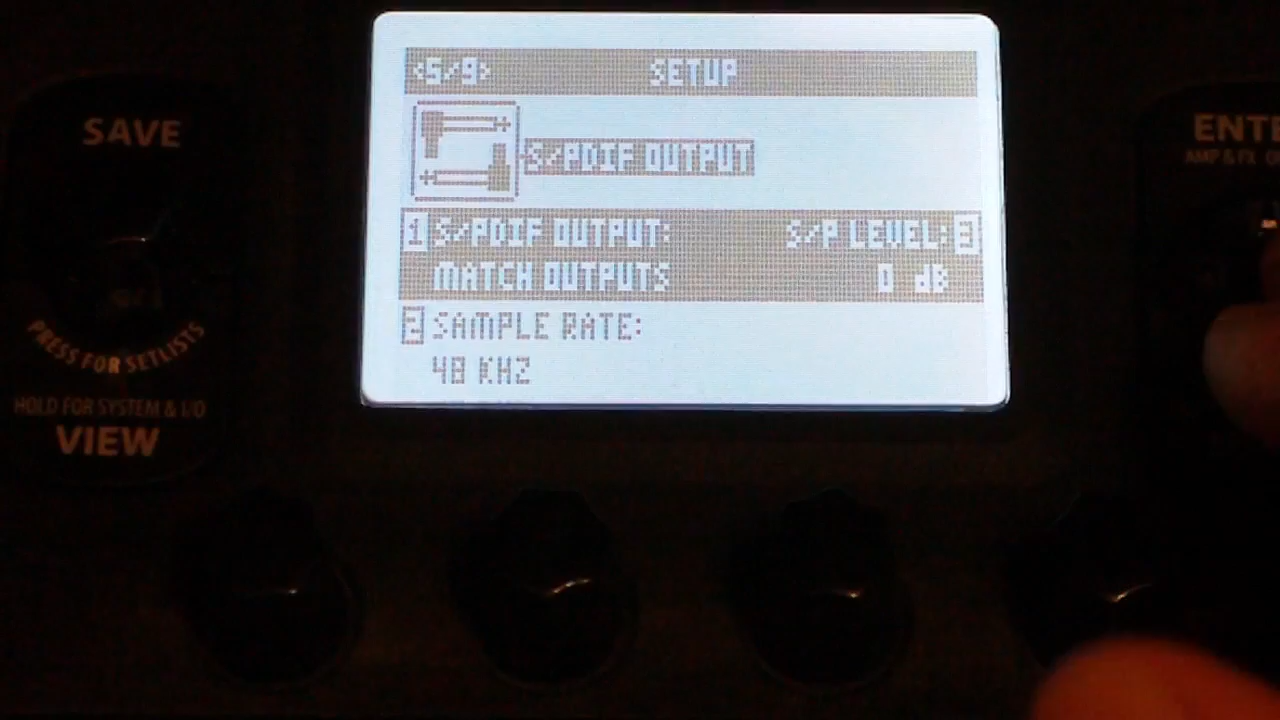 SAVE
PRESS FOR SETLISTS
HOLD FOR SYSTEM & I/O
VIEW
<5/9> SETUP
S/PDIF OUTPUT
1 S/PDIF OUTPUT: S/P LEVEL: 3
MATCH OUTPUTS 0 dB
2 SAMPLE RATE:
48 KHZ
ENTE
AMP & FX